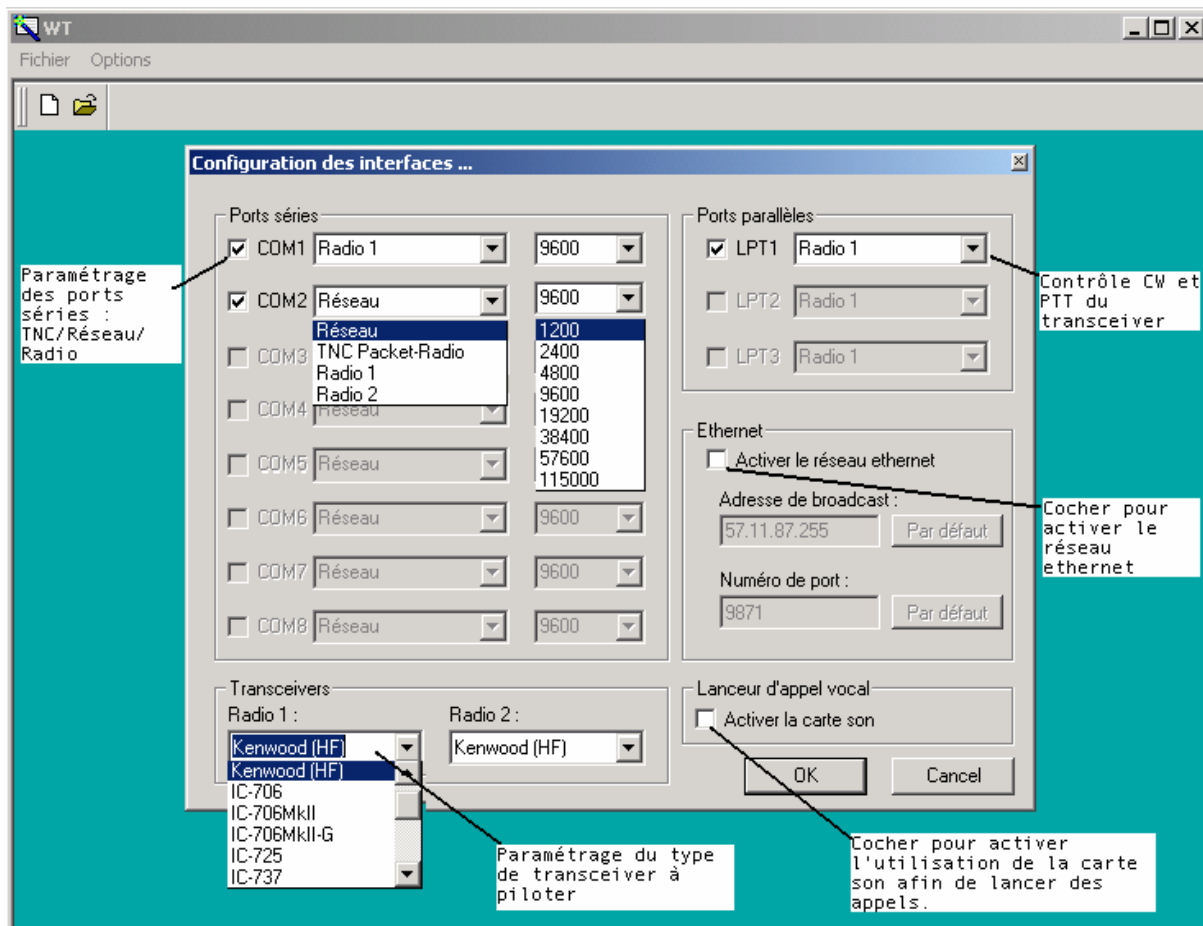 WT
Fichier Options
Configuration des interfaces ...
Ports séries
COM1 Radio 1 9600
COM2 Réseau 9600
Réseau
TNC Packet-Radio
Radio 1
Radio 2
1200
2400
4800
9600
19200
38400
57600
115000
COM3
COM4 Réseau
COM5 Réseau
COM6 Réseau 9600
COM7 Réseau 9600
COM8 Réseau 9600
Paramétrage
des ports
séries :
TNC/Réseau/
Radio
Ports parallèles
LPT1 Radio 1
LPT2 Radio 1
LPT3 Radio 1
Contrôle CW et
PTT du
transceiver
Ethernet
Activer le réseau ethernet
Adresse de broadcast :
57.11.87.255 Par défaut
Numéro de port :
9871 Par défaut
Cocher pour
activer le
réseau
ethernet
Transceivers
Radio 1 :
Kenwood (HF)
Kenwood (HF)
IC-706
IC-706MkII
IC-706MkII-G
IC-725
IC-737
Radio 2 :
Kenwood (HF)
Lanceur d'appel vocal
Activer la carte son
OK Cancel
Paramétrage du type
de transceiver à
piloter
Cocher pour activer
l'utilisation de la carte
son afin de lancer des
appels.